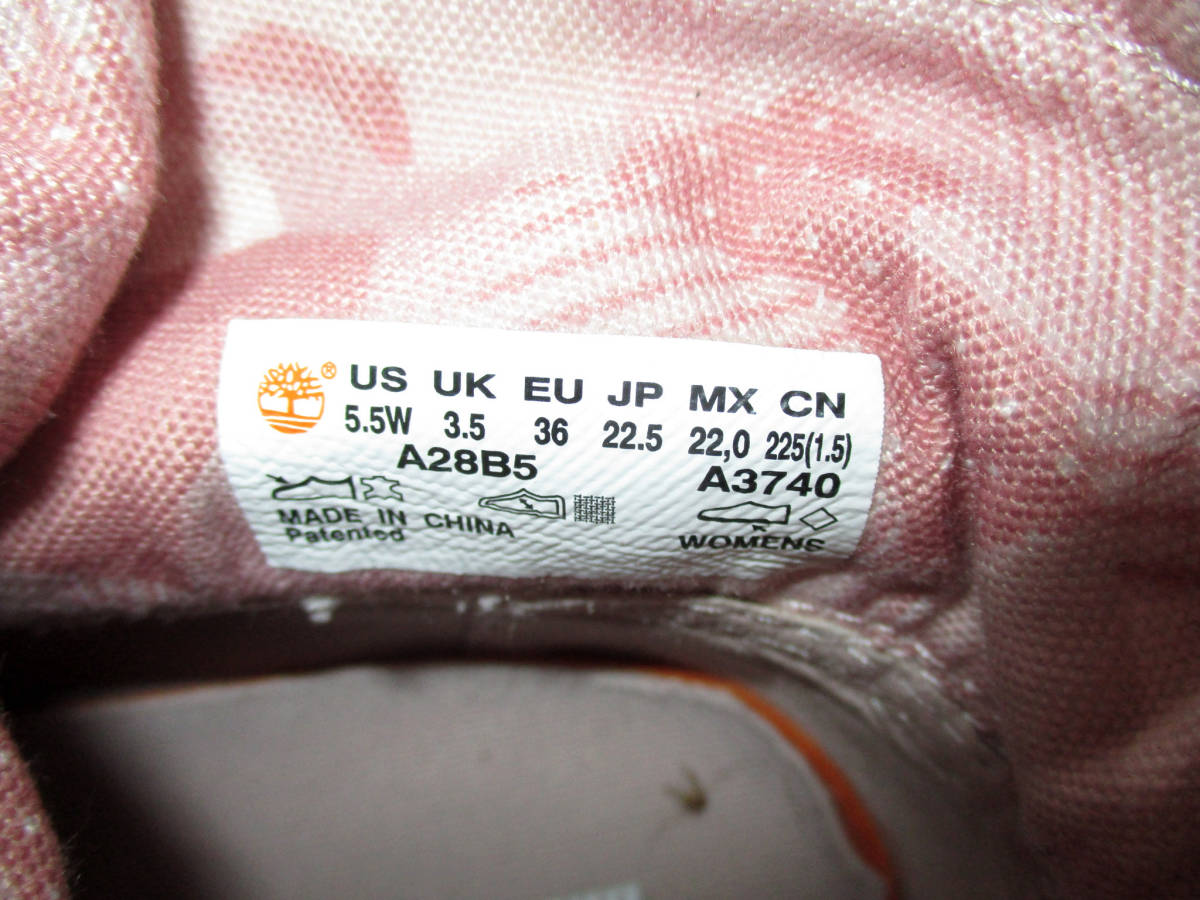 ® US UK EU JP MX CN
5.5W 3.5 36 22.5 22,0 225(1.5)
A28B5 A3740
MADE IN CHINA
Patented WOMENS